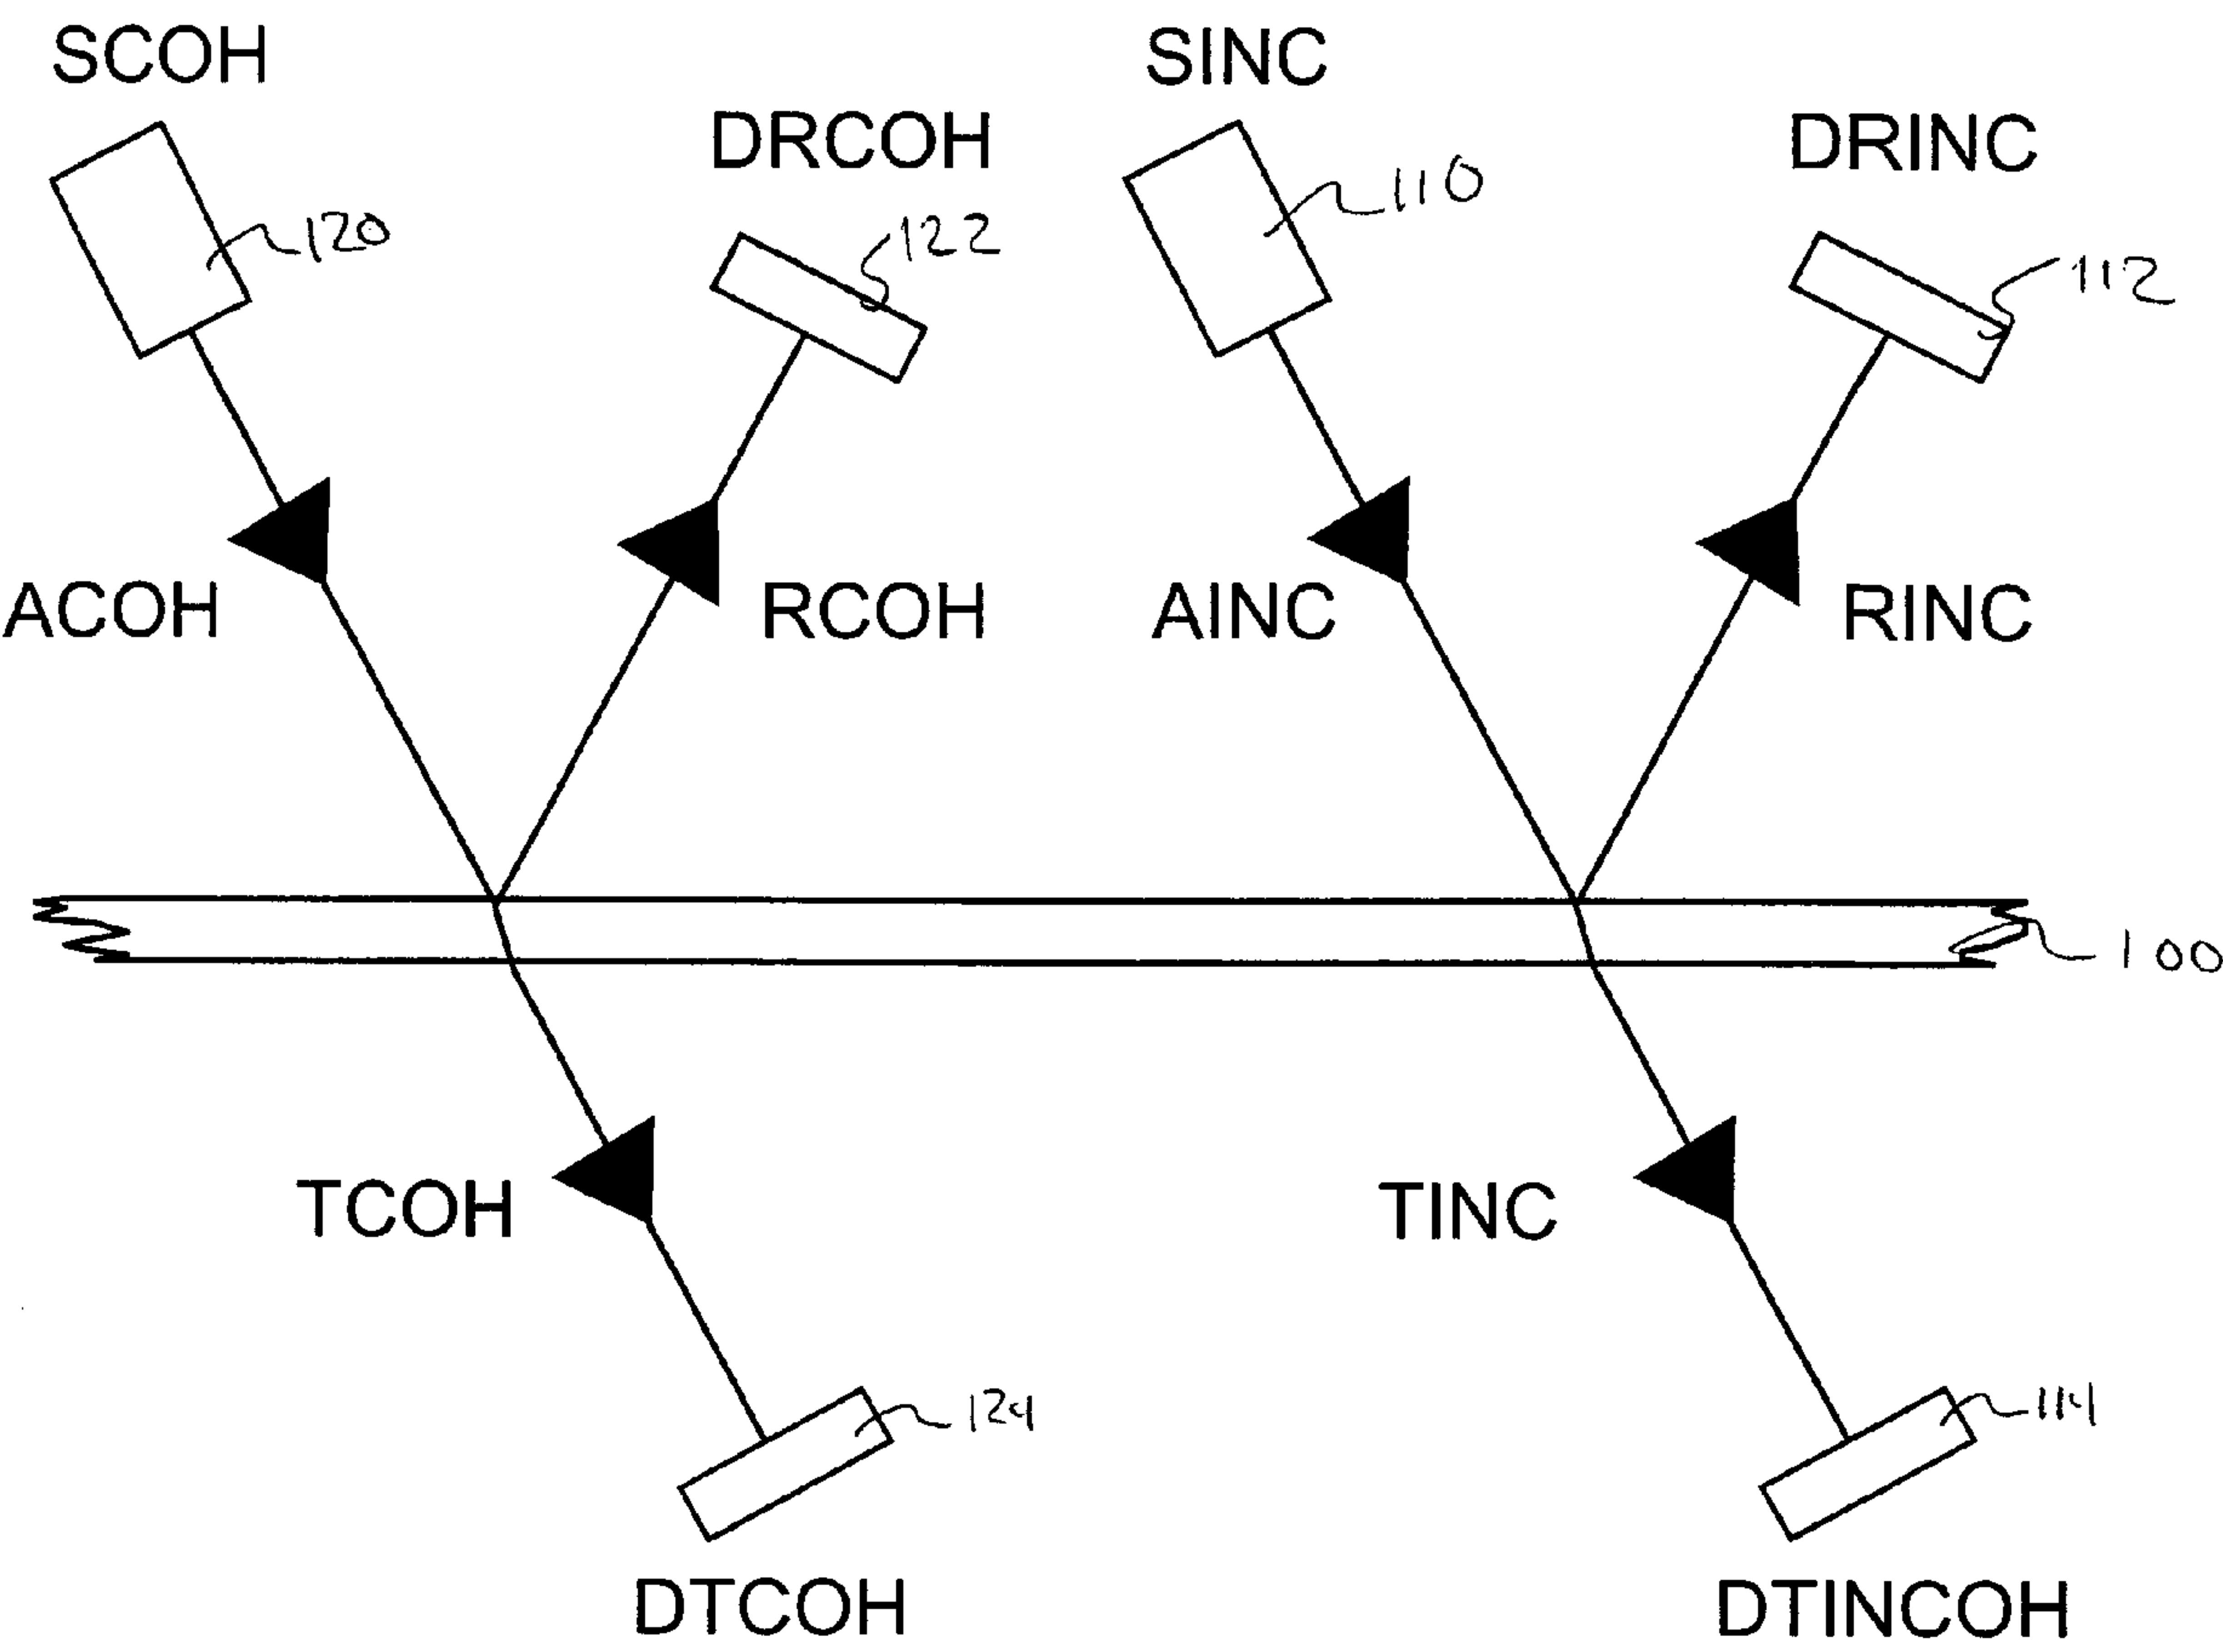 SCOH
SINC
DRCOH
DRINC
120
122
110
112
ACOH
RCOH
AINC
RINC
100
TCOH
TINC
124
114
DTCOH
DTINCOH